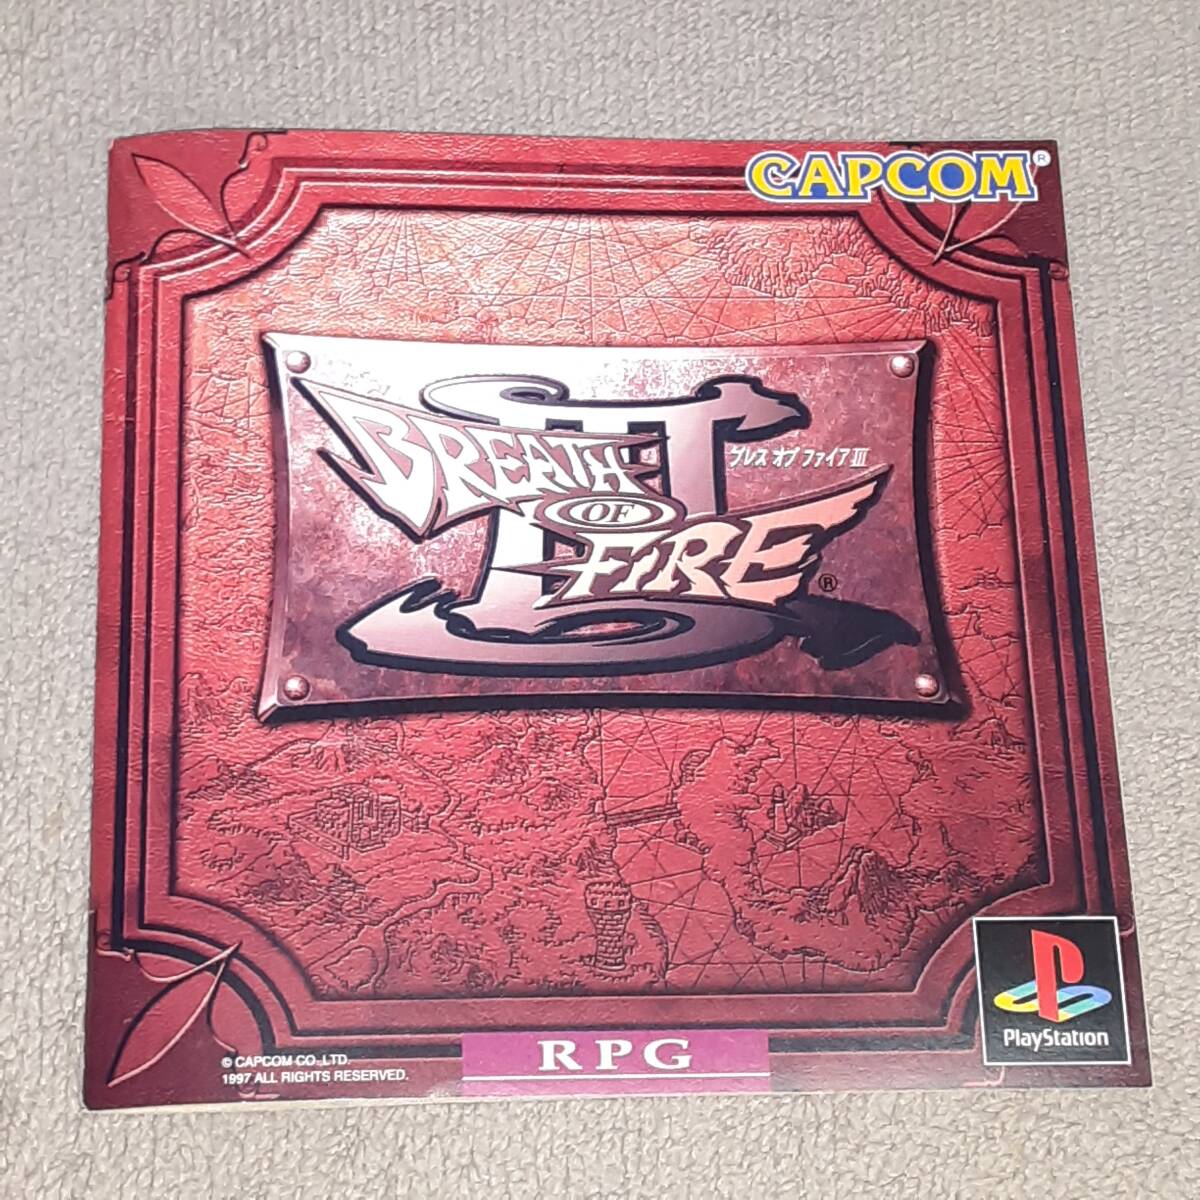 CAPCOM®
BREATH
ブレス オブ ファイアIII
OF
FIRE®
© CAPCOM CO.,LTD.
1997 ALL RIGHTS RESERVED.
RPG
PlayStation